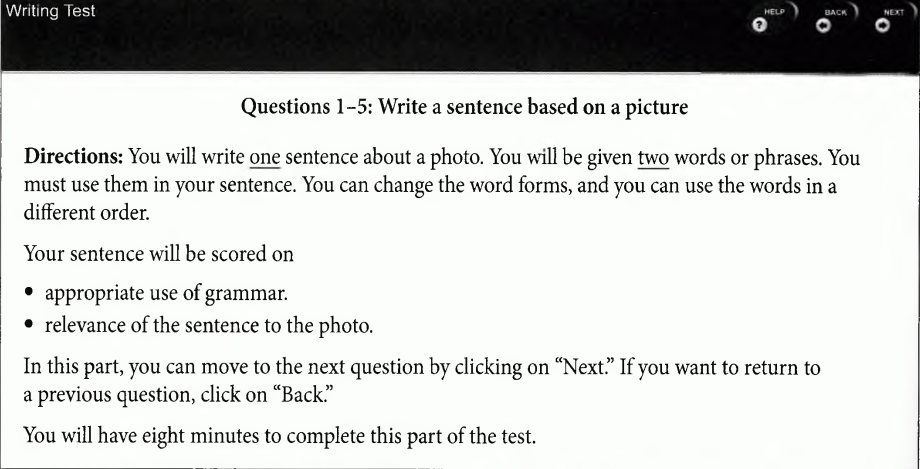 Writing Test
HELP BACK NEXT
Questions 1–5: Write a sentence based on a picture
Directions: You will write one sentence about a photo. You will be given two words or phrases. You
must use them in your sentence. You can change the word forms, and you can use the words in a
different order.
Your sentence will be scored on
• appropriate use of grammar.
• relevance of the sentence to the photo.
In this part, you can move to the next question by clicking on “Next.” If you want to return to
a previous question, click on “Back.”
You will have eight minutes to complete this part of the test.